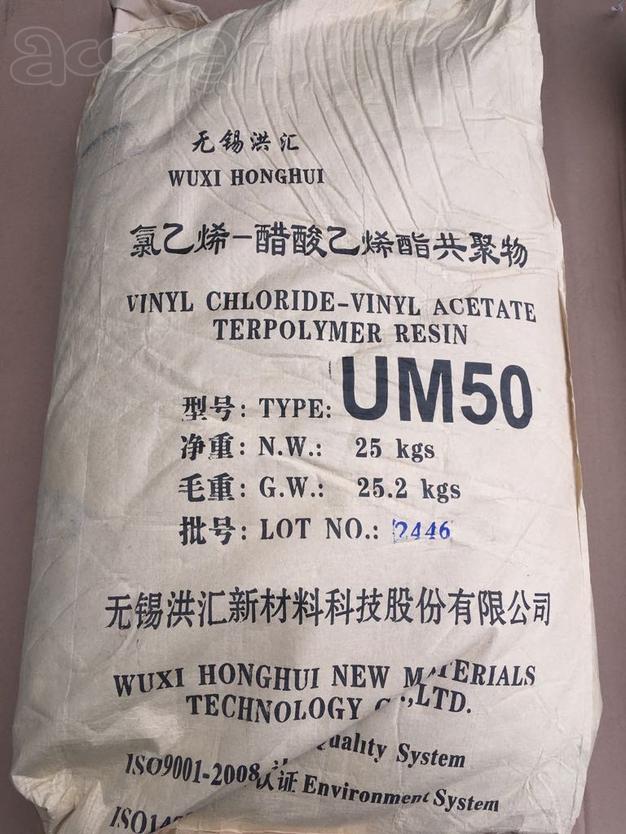 无锡洪汇
WUXI HONGHUI
氯乙烯-醋酸乙烯酯共聚物
VINYL CHLORIDE-VINYL ACETATE
TERPOLYMER RESIN
型号: TYPE: UM50
净重: N.W.: 25 kgs
毛重: G.W.: 25.2 kgs
批号: LOT NO.: 2446
无锡洪汇新材料科技股份有限公司
WUXI HONGHUI NEW MATERIALS
TECHNOLOGY ,LTD.
ISO9001-2008 Quality System
认证 Environment System